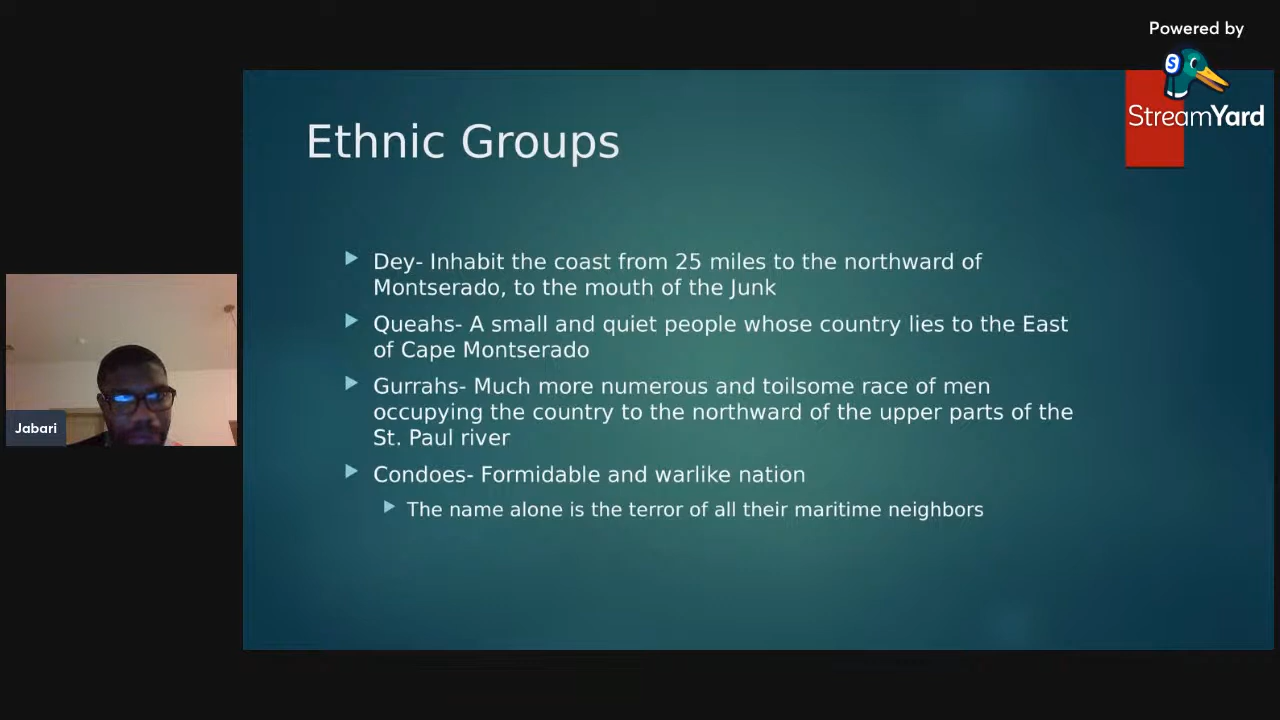 Powered by
StreamYard
Ethnic Groups
Dey- Inhabit the coast from 25 miles to the northward of
Montserado, to the mouth of the Junk
Queahs- A small and quiet people whose country lies to the East
of Cape Montserado
Gurrahs- Much more numerous and toilsome race of men
occupying the country to the northward of the upper parts of the
St. Paul river
Condoes- Formidable and warlike nation
The name alone is the terror of all their maritime neighbors
Jabari